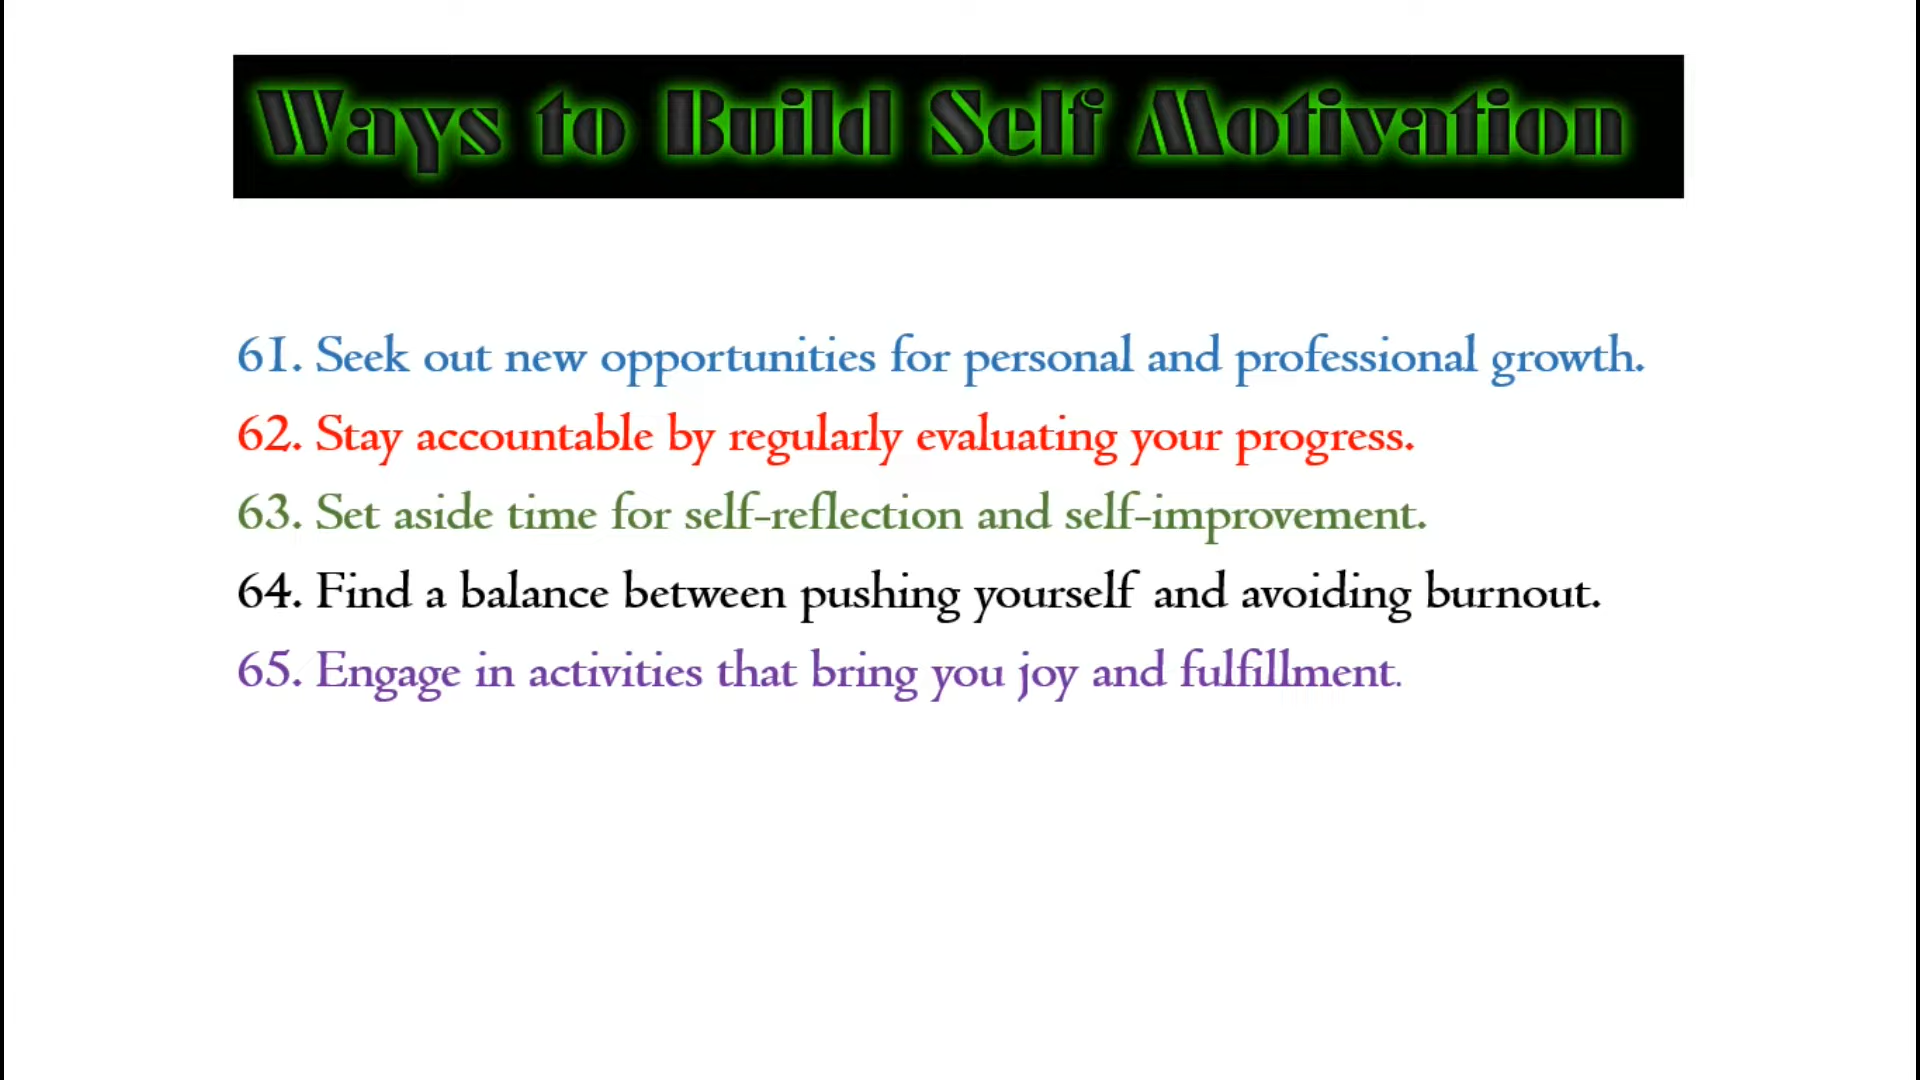 Ways to Build Self Motivation
61. Seek out new opportunities for personal and professional growth.
62. Stay accountable by regularly evaluating your progress.
63. Set aside time for self-reflection and self-improvement.
64. Find a balance between pushing yourself and avoiding burnout.
65. Engage in activities that bring you joy and fulfillment.